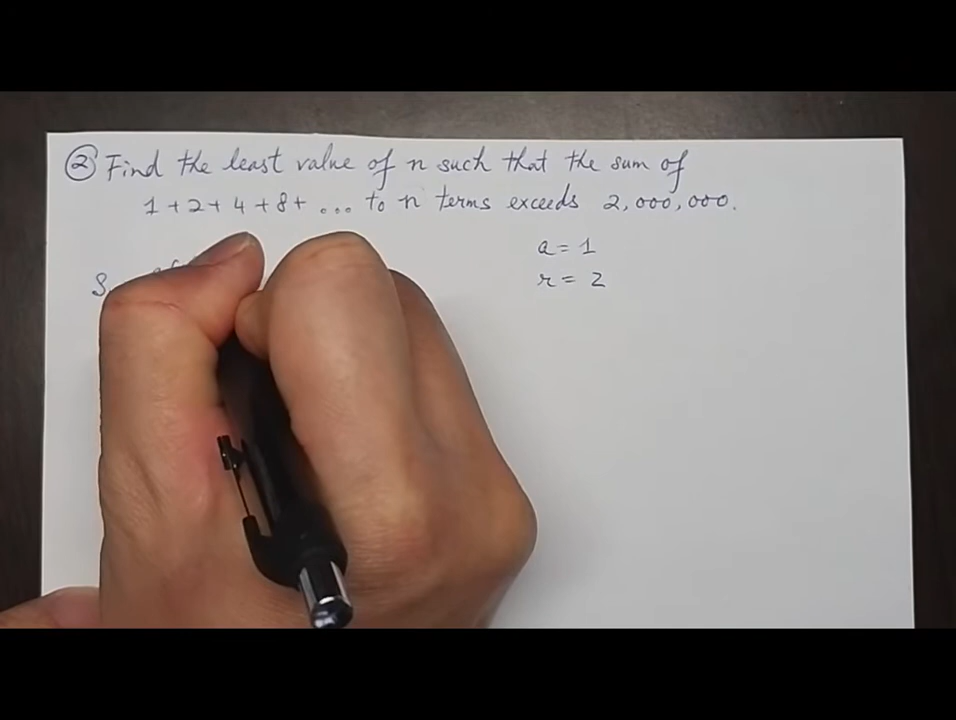 ② Find the least value of n such that the sum of
1 + 2 + 4 + 8 + ... to n terms exceeds 2,000,000.
a = 1
r = 2